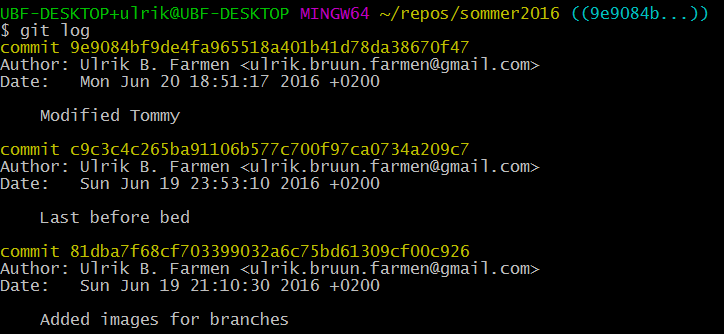 UBF-DESKTOP+ulrik@UBF-DESKTOP MINGW64 ~/repos/sommer2016 ((9e9084b...))
$ git log
commit 9e9084bf9de4fa965518a401b41d78da38670f47
Author: Ulrik B. Farmen <ulrik.bruun.farmen@gmail.com>
Date:   Mon Jun 20 18:51:17 2016 +0200
    Modified Tommy
commit c9c3c4c265ba91106b577c700f97ca0734a209c7
Author: Ulrik B. Farmen <ulrik.bruun.farmen@gmail.com>
Date:   Sun Jun 19 23:53:10 2016 +0200
    Last before bed
commit 81dba7f68cf703399032a6c75bd61309cf00c926
Author: Ulrik B. Farmen <ulrik.bruun.farmen@gmail.com>
Date:   Sun Jun 19 21:10:30 2016 +0200
    Added images for branches